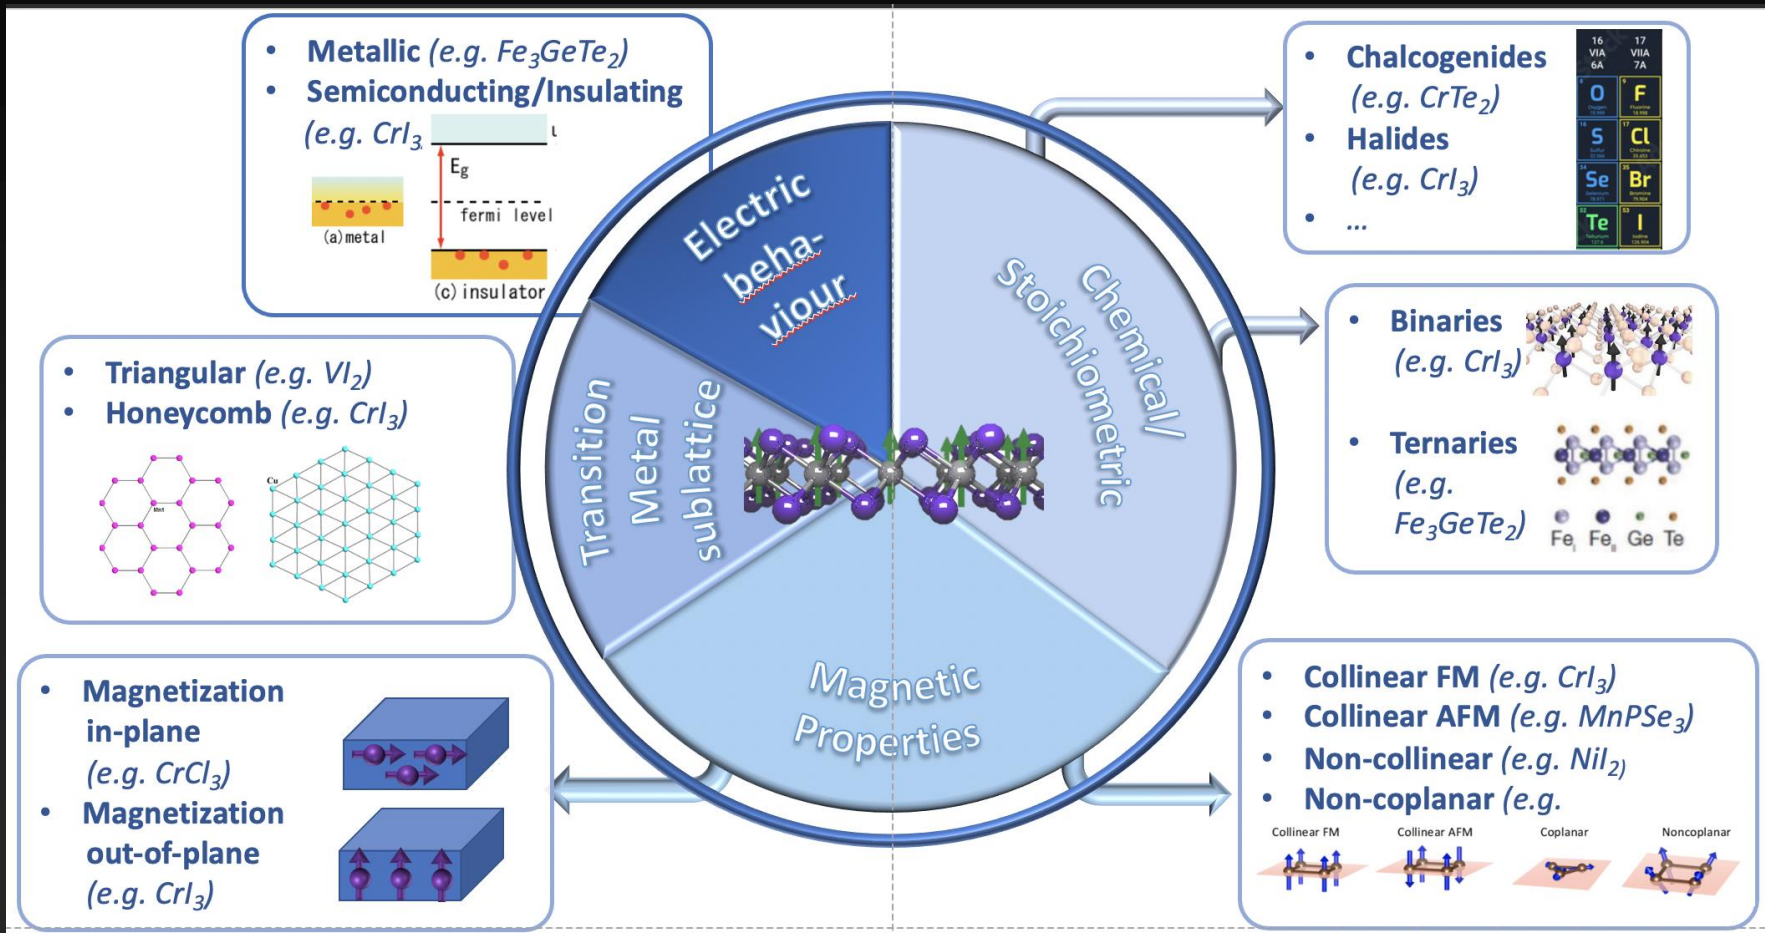 • Metallic (e.g. Fe₃GeTe₂)
• Semiconducting/Insulating
(e.g. CrI₃
Eg
fermi level
(a)metal
(c)insulator
• Triangular (e.g. VI₂)
• Honeycomb (e.g. CrI₃)
Cu
• Magnetization
in-plane
(e.g. CrCl₃)
• Magnetization
out-of-plane
(e.g. CrI₃)
Electric
beha-
viour
Transition
Metal
sublattice
Chemical/
Stoichiometric
Magnetic
Properties
• Chalcogenides
(e.g. CrTe₂)
• Halides
(e.g. CrI₃)
• ...
16 17
VIA VIIA
6A 7A
O F
S Cl
Se Br
Te I
• Binaries
(e.g. CrI₃)
• Ternaries
(e.g.
Fe₃GeTe₂)
Fe_I Fe_II Ge Te
• Collinear FM (e.g. CrI₃)
• Collinear AFM (e.g. MnPSe₃)
• Non-collinear (e.g. NiI₂)
• Non-coplanar (e.g.
Collinear FM Collinear AFM Coplanar Noncoplanar